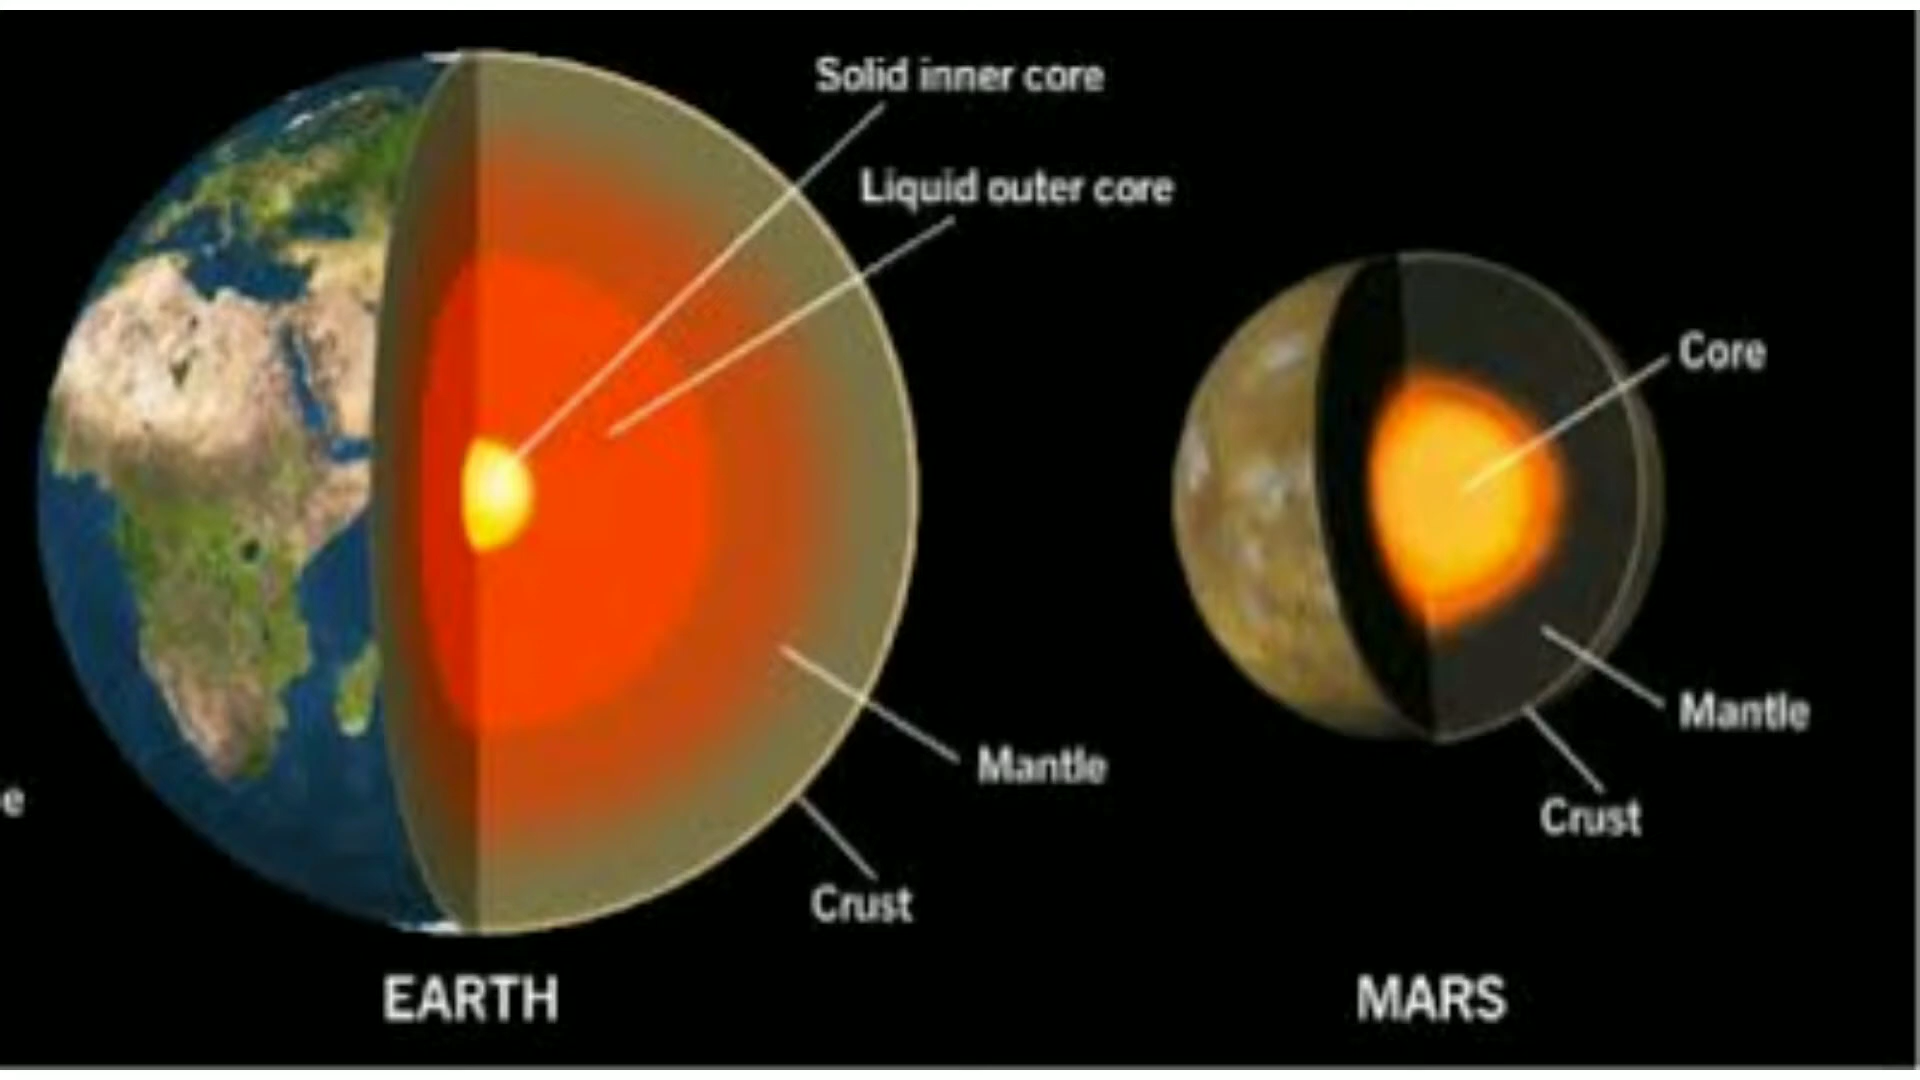 Solid inner core
Liquid outer core
Mantle
Crust
EARTH
Core
Mantle
Crust
MARS
e